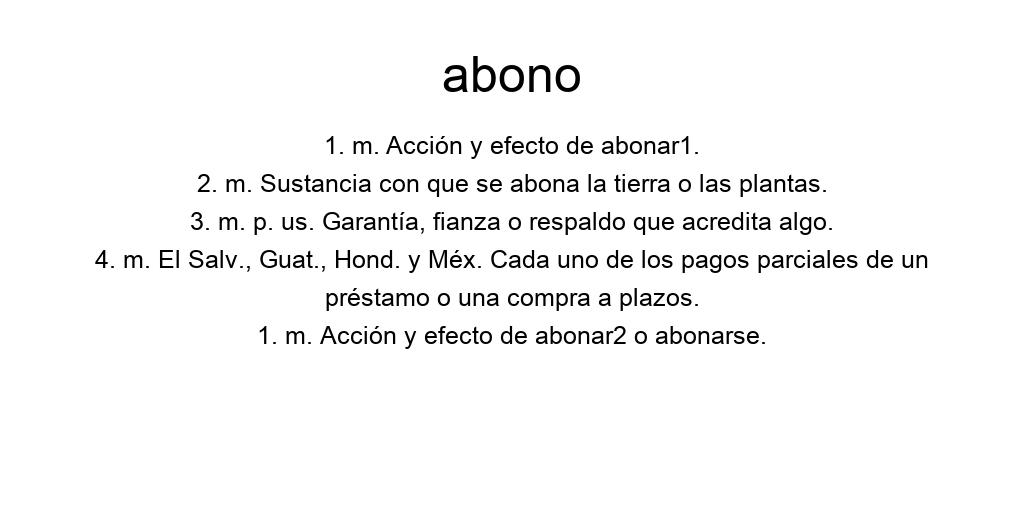 abono
1. m. Acción y efecto de abonar1.
2. m. Sustancia con que se abona la tierra o las plantas.
3. m. p. us. Garantía, fianza o respaldo que acredita algo.
4. m. El Salv., Guat., Hond. y Méx. Cada uno de los pagos parciales de un
préstamo o una compra a plazos.
1. m. Acción y efecto de abonar2 o abonarse.